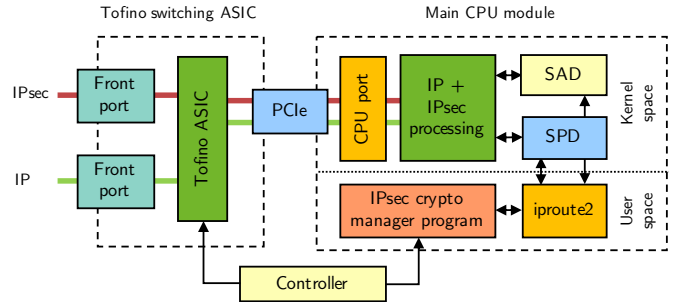 Tofino switching ASIC
Main CPU module
IPsec
Front
port
Tofino ASIC
PCIe
CPU port
IP +
IPsec
processing
SAD
SPD
Kernel
space
IP
Front
port
IPsec crypto
manager program
iproute2
User
space
Controller